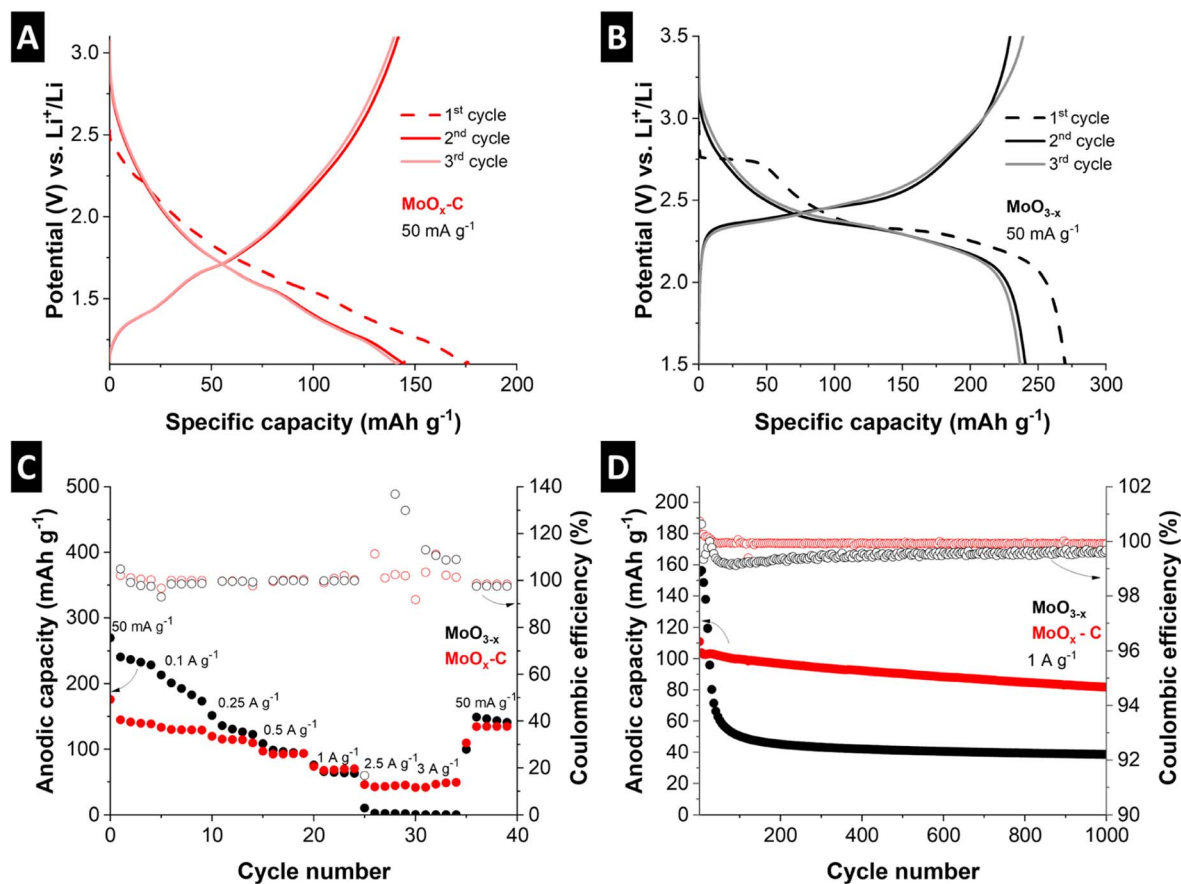 A
3.0
2.5
2.0
1.5
Potential (V) vs. Li⁺/Li
0 50 100 150 200
Specific capacity (mAh g⁻¹)
1ˢᵗ cycle
2ⁿᵈ cycle
3ʳᵈ cycle
MoOₓ-C
50 mA g⁻¹
B
3.5
3.0
2.5
2.0
1.5
Potential (V) vs. Li⁺/Li
0 50 100 150 200 250 300
Specific capacity (mAh g⁻¹)
1ˢᵗ cycle
2ⁿᵈ cycle
3ʳᵈ cycle
MoO₃₋ₓ
50 mA g⁻¹
C
500
450
400
350
300
250
200
150
100
50
0
Anodic capacity (mAh g⁻¹)
140
120
100
80
60
40
20
0
Coulombic efficiency (%)
0 10 20 30 40
Cycle number
50 mA g⁻¹
0.1 A g⁻¹
0.25 A g⁻¹
0.5 A g⁻¹
1 A g⁻¹
2.5 A g⁻¹
3 A g⁻¹
50 mA g⁻¹
MoO₃₋ₓ
MoOₓ-C
D
200
180
160
140
120
100
80
60
40
20
0
Anodic capacity (mAh g⁻¹)
102
100
98
96
94
92
90
Coulombic efficiency (%)
200 400 600 800 1000
Cycle number
MoO₃₋ₓ
MoOₓ - C
1 A g⁻¹